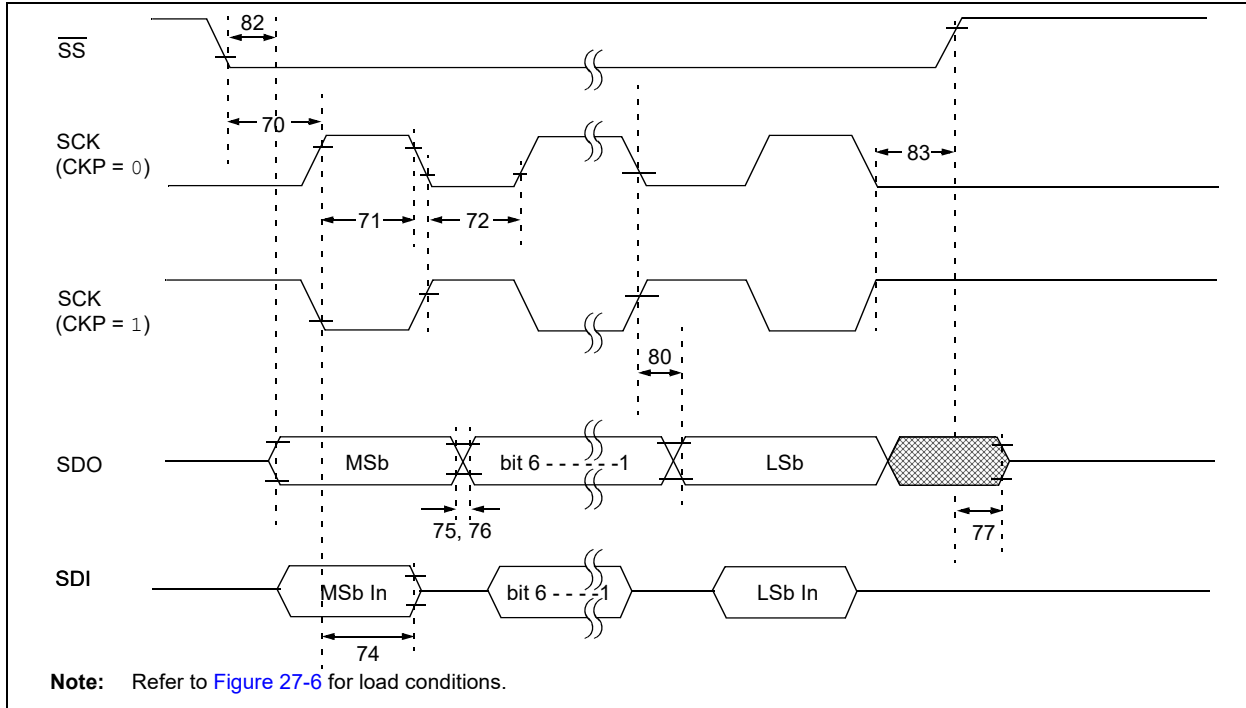 82
SS
70
SCK
(CKP = 0)
83
71
72
SCK
(CKP = 1)
80
SDO
MSb
bit 6 - - - - - -1
LSb
75, 76
77
SDI
MSb In
bit 6 - - - -1
LSb In
74
Note: Refer to Figure 27-6 for load conditions.